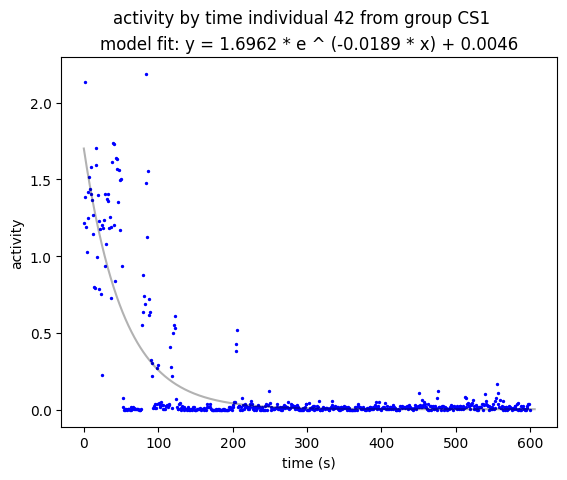 activity by time individual 42 from group CS1
model fit: y = 1.6962 * e ^ (-0.0189 * x) + 0.0046
2.0
1.5
1.0
0.5
0.0
activity
0 100 200 300 400 500 600
time (s)